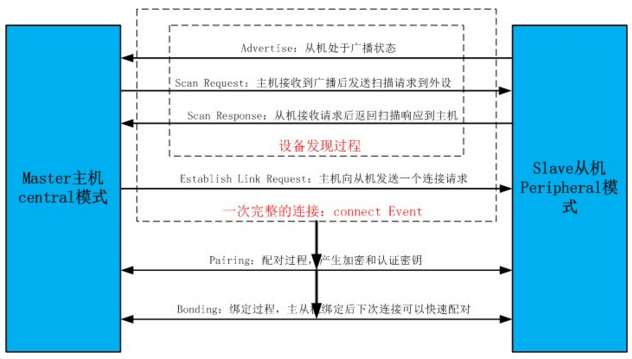 Advertise: 从机处于广播状态
Scan Request: 主机接收到广播后发送扫描请求到外设
Scan Response: 从机接收请求后返回扫描响应到主机
设备发现过程
Master主机
central模式
Slave从机
Peripheral模
式
Establish Link Request: 主机向从机发送一个连接请求
一次完整的连接: connect Event
Pairing: 配对过程,产生加密和认证密钥
Bonding: 绑定过程, 主从机绑定后下次连接可以快速配对